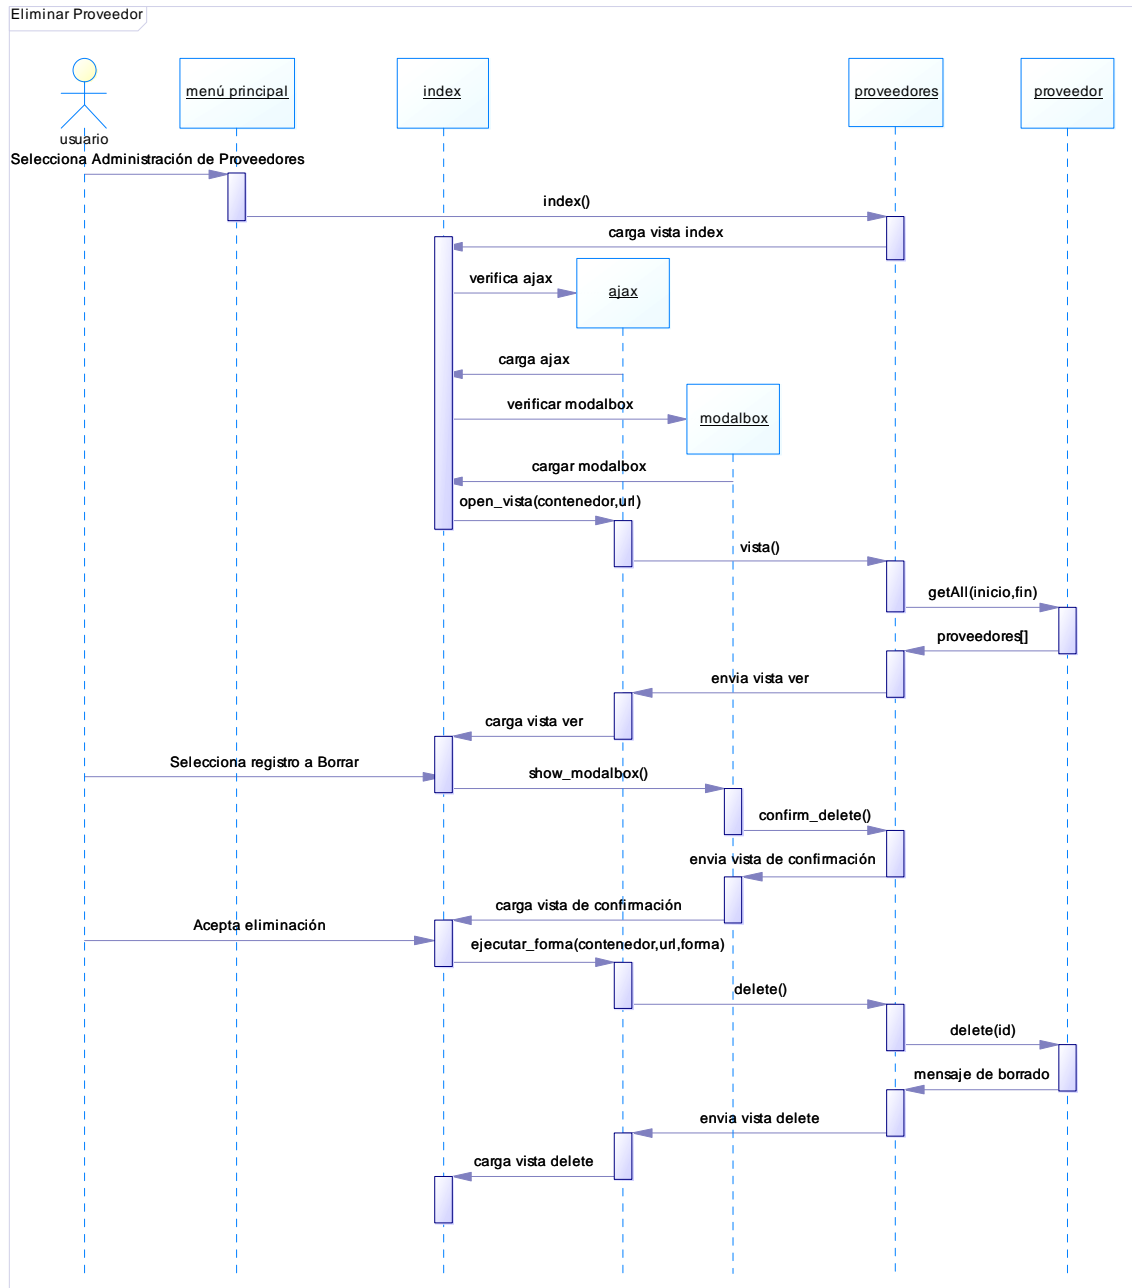 Eliminar Proveedor
menú principal
index
proveedores
proveedor
usuario
Selecciona Administración de Proveedores
index()
carga vista index
verifica ajax
ajax
carga ajax
verificar modalbox
modalbox
cargar modalbox
open_vista(contenedor,url)
vista()
getAll(inicio,fin)
proveedores[]
envia vista ver
carga vista ver
Selecciona registro a Borrar
show_modalbox()
confirm_delete()
envia vista de confirmación
carga vista de confirmación
Acepta eliminación
ejecutar_forma(contenedor,url,forma)
delete()
delete(id)
mensaje de borrado
envia vista delete
carga vista delete